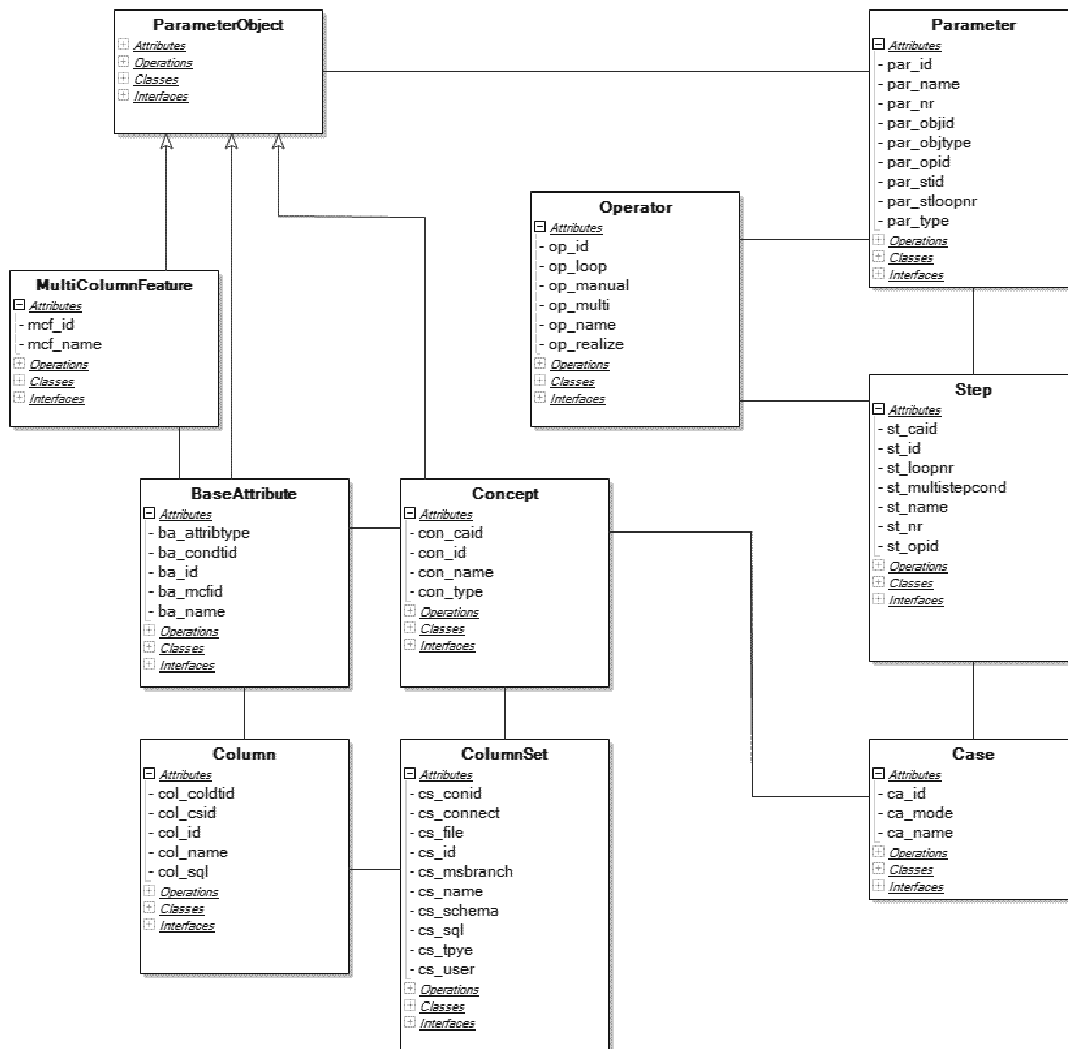 ParameterObject
Attributes
Operations
Classes
Interfaces
Parameter
Attributes
- par_id
- par_name
- par_nr
- par_objid
- par_objtype
- par_opid
- par_stid
- par_stloopnr
- par_type
Operations
Classes
Interfaces
Operator
Attributes
- op_id
- op_loop
- op_manual
- op_multi
- op_name
- op_realize
Operations
Classes
Interfaces
MultiColumnFeature
Attributes
- mcf_id
- mcf_name
Operations
Classes
Interfaces
Step
Attributes
- st_caid
- st_id
- st_loopnr
- st_multistepcond
- st_name
- st_nr
- st_opid
Operations
Classes
Interfaces
BaseAttribute
Attributes
- ba_attribtype
- ba_condtid
- ba_id
- ba_mcfid
- ba_name
Operations
Classes
Interfaces
Concept
Attributes
- con_caid
- con_id
- con_name
- con_type
Operations
Classes
Interfaces
Column
Attributes
- col_coldtid
- col_csid
- col_id
- col_name
- col_sql
Operations
Classes
Interfaces
ColumnSet
Attributes
- cs_conid
- cs_connect
- cs_file
- cs_id
- cs_msbranch
- cs_name
- cs_schema
- cs_sql
- cs_tpye
- cs_user
Operations
Classes
Interfaces
Case
Attributes
- ca_id
- ca_mode
- ca_name
Operations
Classes
Interfaces